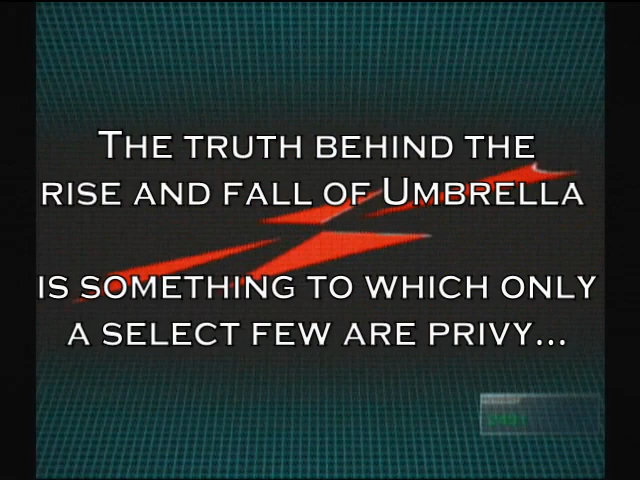 The truth behind the
rise and fall of Umbrella
is something to which only
a select few are privy...